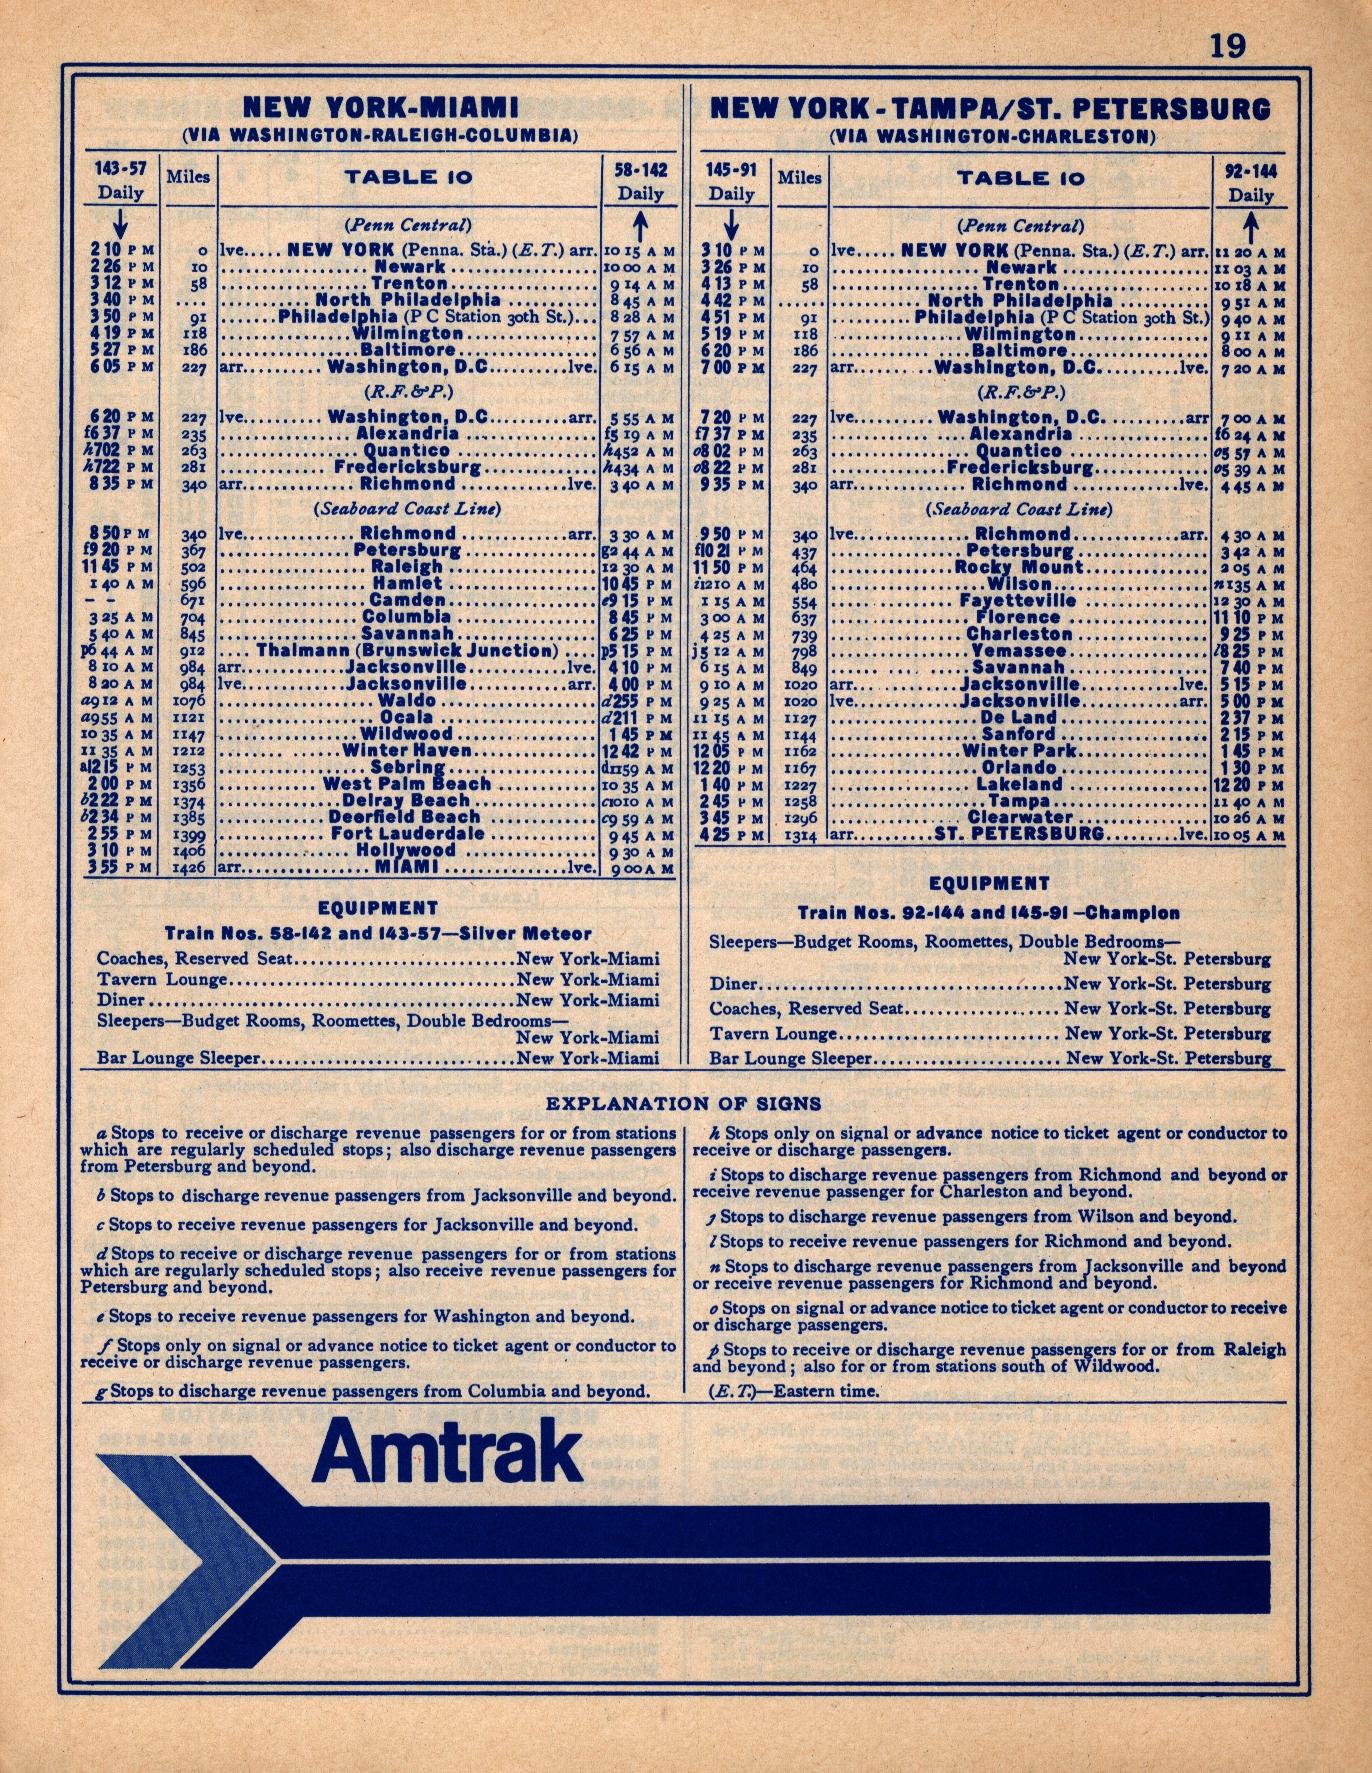 19
NEW YORK-MIAMI
(VIA WASHINGTON-RALEIGH-COLUMBIA)
143-57 Daily Miles TABLE 10 58-142 Daily
(Penn Central)
2 10 P M 0 lve..... NEW YORK (Penna. Sta.) (E.T.) arr. 10 15 A M
2 26 P M 10 Newark 10 00 A M
3 12 P M 58 Trenton 9 14 A M
3 40 P M .... North Philadelphia 8 45 A M
3 50 P M 91 Philadelphia (P C Station 30th St.)... 8 28 A M
4 19 P M 118 Wilmington 7 57 A M
5 27 P M 186 Baltimore 6 56 A M
6 05 P M 227 arr. Washington, D.C. lve. 6 15 A M
(R.F.&P.)
6 20 P M 227 lve. Washington, D.C. arr. 5 55 A M
f6 37 P M 235 Alexandria f5 19 A M
h702 P M 263 Quantico h452 A M
h722 P M 281 Fredericksburg h434 A M
8 35 P M 340 arr. Richmond lve. 3 40 A M
(Seaboard Coast Line)
8 50 P M 340 lve. Richmond arr. 3 30 A M
f9 20 P M 367 Petersburg g2 44 A M
11 45 P M 502 Raleigh 12 30 A M
1 40 A M 596 Hamlet 10 45 P M
– – 671 Camden e9 15 P M
3 25 A M 704 Columbia 8 45 P M
5 40 A M 845 Savannah 6 25 P M
p6 44 A M 912 .... Thalmann (Brunswick Junction) .... p5 15 P M
8 10 A M 984 arr. Jacksonville lve. 4 10 P M
8 20 A M 984 lve. Jacksonville arr. 4 00 P M
a9 12 A M 1076 Waldo d255 P M
a955 A M 1121 Ocala d211 P M
10 35 A M 1147 Wildwood 1 45 P M
11 35 A M 1212 Winter Haven 12 42 P M
a1215 P M 1253 Sebring d1159 A M
2 00 P M 1356 West Palm Beach 10 35 A M
b222 P M 1374 Delray Beach c1010 A M
b234 P M 1385 Deerfield Beach c9 59 A M
2 55 P M 1399 Fort Lauderdale 9 45 A M
3 10 P M 1406 Hollywood 9 30 A M
3 55 P M 1426 arr. MIAMI lve. 9 00 A M
EQUIPMENT
Train Nos. 58-142 and 143-57—Silver Meteor
Coaches, Reserved Seat New York-Miami
Tavern Lounge New York-Miami
Diner New York-Miami
Sleepers—Budget Rooms, Roomettes, Double Bedrooms—
New York-Miami
Bar Lounge Sleeper New York-Miami
NEW YORK-TAMPA/ST. PETERSBURG
(VIA WASHINGTON-CHARLESTON)
145-91 Daily Miles TABLE 10 92-144 Daily
(Penn Central)
3 10 P M 0 lve..... NEW YORK (Penna. Sta.) (E.T.) arr. 11 20 A M
3 26 P M 10 Newark 11 03 A M
4 13 P M 58 Trenton 10 18 A M
4 42 P M ...... North Philadelphia 9 51 A M
4 51 P M 91 Philadelphia (P C Station 30th St.) 9 40 A M
5 19 P M 118 Wilmington 9 11 A M
6 20 P M 186 Baltimore 8 00 A M
7 00 P M 227 arr. Washington, D.C. lve. 7 20 A M
(R.F.&P.)
7 20 P M 227 lve. Washington, D.C. arr 7 00 A M
f7 37 P M 235 Alexandria f6 24 A M
o8 02 P M 263 Quantico o5 57 A M
o8 22 P M 281 Fredericksburg o5 39 A M
9 35 P M 340 arr. Richmond lve. 4 45 A M
(Seaboard Coast Line)
9 50 P M 340 lve. Richmond arr. 4 30 A M
f10 21 P M 437 Petersburg 3 42 A M
11 50 P M 464 Rocky Mount 2 05 A M
i1210 A M 480 Wilson n135 A M
1 15 A M 554 Fayetteville 12 30 A M
3 00 A M 637 Florence 11 10 P M
4 25 A M 739 Charleston 9 25 P M
j5 12 A M 798 Yemassee l8 25 P M
6 15 A M 849 Savannah 7 40 P M
9 10 A M 1020 arr. Jacksonville lve. 5 15 P M
9 25 A M 1020 lve. Jacksonville arr. 5 00 P M
11 15 A M 1127 De Land 2 37 P M
11 45 A M 1144 Sanford 2 15 P M
12 05 P M 1162 Winter Park 1 45 P M
12 20 P M 1167 Orlando 1 30 P M
1 40 P M 1227 Lakeland 12 20 P M
2 45 P M 1258 Tampa 11 40 A M
3 45 P M 1296 Clearwater 10 26 A M
4 25 P M 1314 arr. ST. PETERSBURG lve. 10 05 A M
EQUIPMENT
Train Nos. 92-144 and 145-91 —Champion
Sleepers—Budget Rooms, Roomettes, Double Bedrooms—
New York-St. Petersburg
Diner New York-St. Petersburg
Coaches, Reserved Seat New York-St. Petersburg
Tavern Lounge New York-St. Petersburg
Bar Lounge Sleeper New York-St. Petersburg
EXPLANATION OF SIGNS
a Stops to receive or discharge revenue passengers for or from stations
which are regularly scheduled stops; also discharge revenue passengers
from Petersburg and beyond.
b Stops to discharge revenue passengers from Jacksonville and beyond.
c Stops to receive revenue passengers for Jacksonville and beyond.
d Stops to receive or discharge revenue passengers for or from stations
which are regularly scheduled stops; also receive revenue passengers for
Petersburg and beyond.
e Stops to receive revenue passengers for Washington and beyond.
f Stops only on signal or advance notice to ticket agent or conductor to
receive or discharge revenue passengers.
g Stops to discharge revenue passengers from Columbia and beyond.
h Stops only on signal or advance notice to ticket agent or conductor to
receive or discharge passengers.
i Stops to discharge revenue passengers from Richmond and beyond or
receive revenue passenger for Charleston and beyond.
j Stops to discharge revenue passengers from Wilson and beyond.
l Stops to receive revenue passengers for Richmond and beyond.
n Stops to discharge revenue passengers from Jacksonville and beyond
or receive revenue passengers for Richmond and beyond.
o Stops on signal or advance notice to ticket agent or conductor to receive
or discharge passengers.
p Stops to receive or discharge revenue passengers for or from Raleigh
and beyond; also for or from stations south of Wildwood.
(E.T.)—Eastern time.
Amtrak